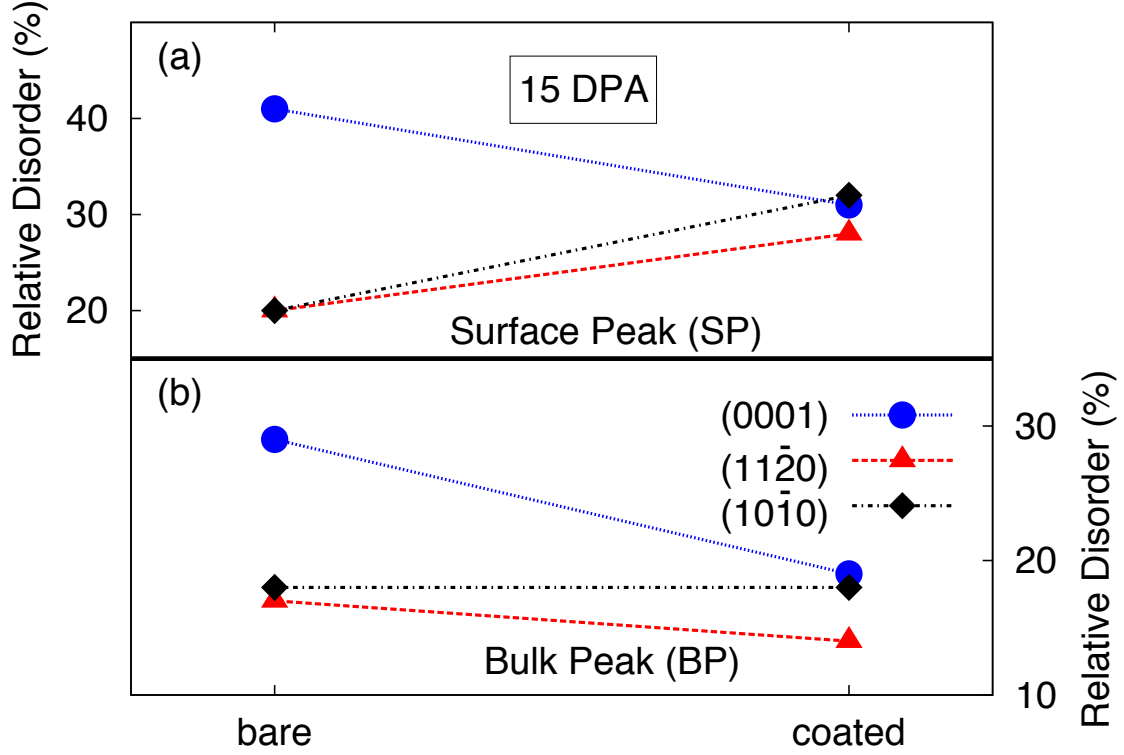 (a)
15 DPA
Relative Disorder (%)
40
30
20
Surface Peak (SP)
(b)
(0001)
(112̄0)
(101̄0)
30
20
10
Relative Disorder (%)
Bulk Peak (BP)
bare
coated